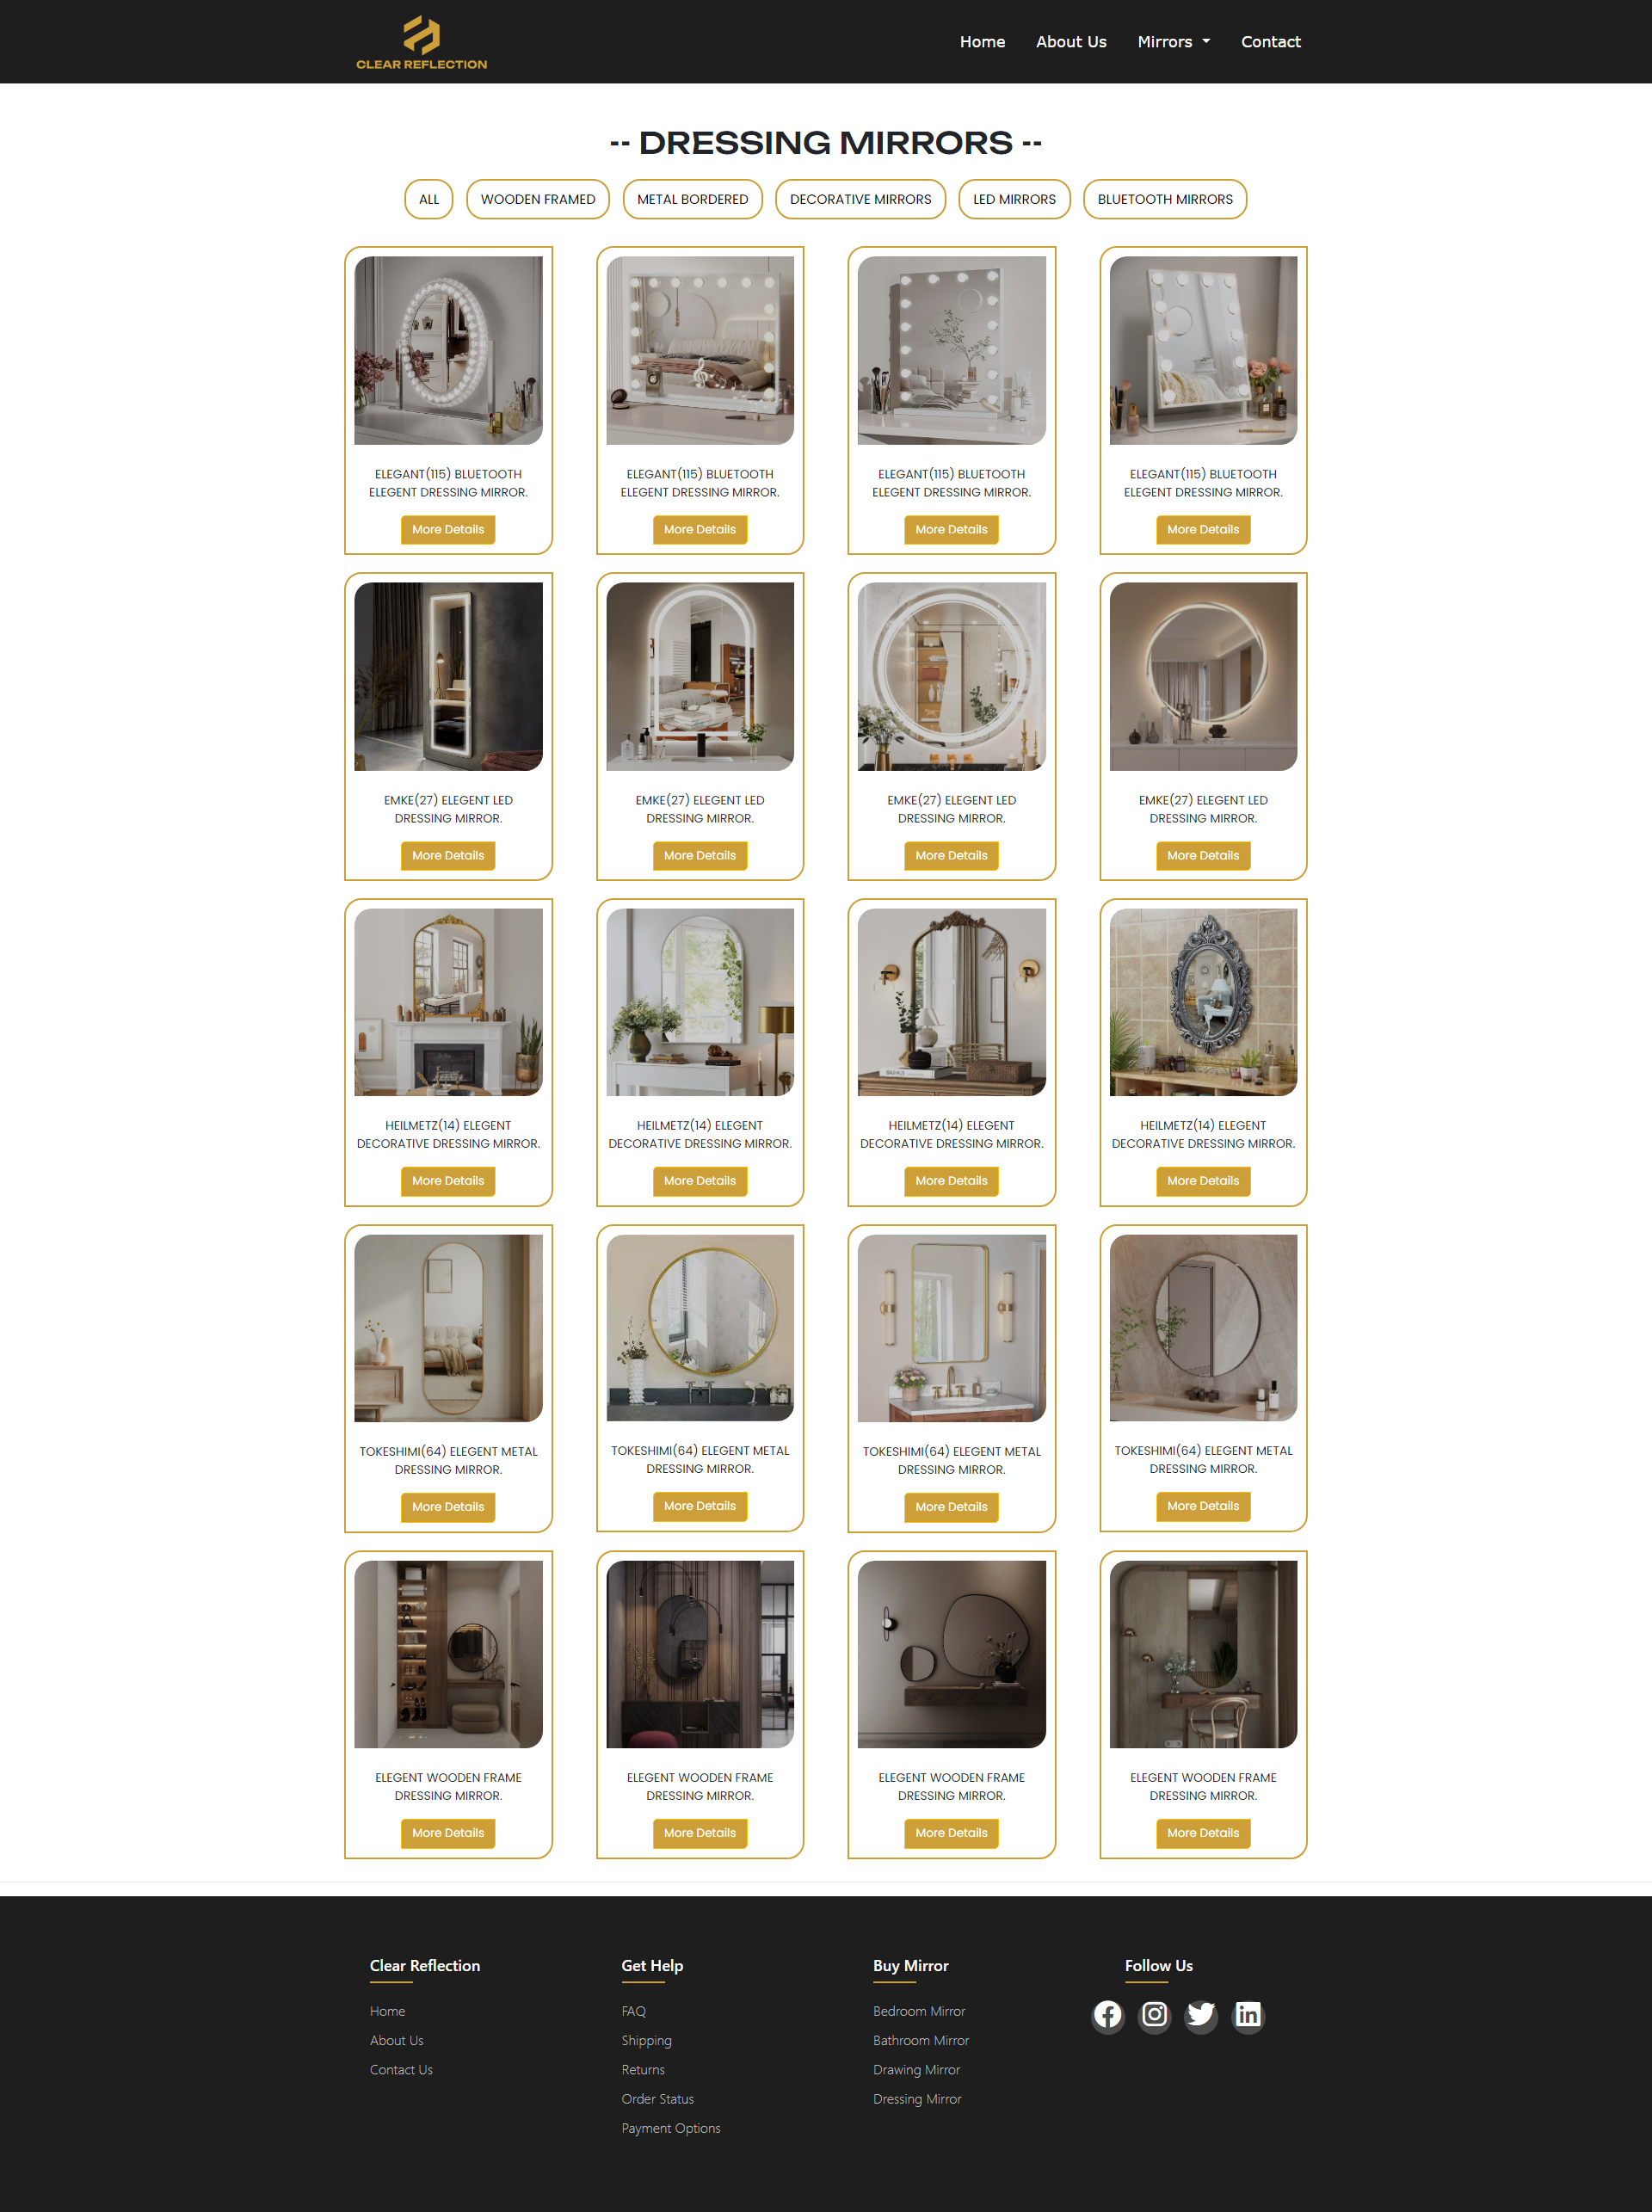 CLEAR REFLECTION
Home About Us Mirrors Contact
-- DRESSING MIRRORS --
ALL WOODEN FRAMED METAL BORDERED DECORATIVE MIRRORS LED MIRRORS BLUETOOTH MIRRORS
ELEGANT(115) BLUETOOTH
ELEGENT DRESSING MIRROR.
More Details
ELEGANT(115) BLUETOOTH
ELEGENT DRESSING MIRROR.
More Details
ELEGANT(115) BLUETOOTH
ELEGENT DRESSING MIRROR.
More Details
ELEGANT(115) BLUETOOTH
ELEGENT DRESSING MIRROR.
More Details
EMKE(27) ELEGENT LED
DRESSING MIRROR.
More Details
EMKE(27) ELEGENT LED
DRESSING MIRROR.
More Details
EMKE(27) ELEGENT LED
DRESSING MIRROR.
More Details
EMKE(27) ELEGENT LED
DRESSING MIRROR.
More Details
HEILMETZ(14) ELEGENT
DECORATIVE DRESSING MIRROR.
More Details
HEILMETZ(14) ELEGENT
DECORATIVE DRESSING MIRROR.
More Details
HEILMETZ(14) ELEGENT
DECORATIVE DRESSING MIRROR.
More Details
HEILMETZ(14) ELEGENT
DECORATIVE DRESSING MIRROR.
More Details
TOKESHIMI(64) ELEGENT METAL
DRESSING MIRROR.
More Details
TOKESHIMI(64) ELEGENT METAL
DRESSING MIRROR.
More Details
TOKESHIMI(64) ELEGENT METAL
DRESSING MIRROR.
More Details
TOKESHIMI(64) ELEGENT METAL
DRESSING MIRROR.
More Details
ELEGENT WOODEN FRAME
DRESSING MIRROR.
More Details
ELEGENT WOODEN FRAME
DRESSING MIRROR.
More Details
ELEGENT WOODEN FRAME
DRESSING MIRROR.
More Details
ELEGENT WOODEN FRAME
DRESSING MIRROR.
More Details
Clear Reflection
Home
About Us
Contact Us
Get Help
FAQ
Shipping
Returns
Order Status
Payment Options
Buy Mirror
Bedroom Mirror
Bathroom Mirror
Drawing Mirror
Dressing Mirror
Follow Us